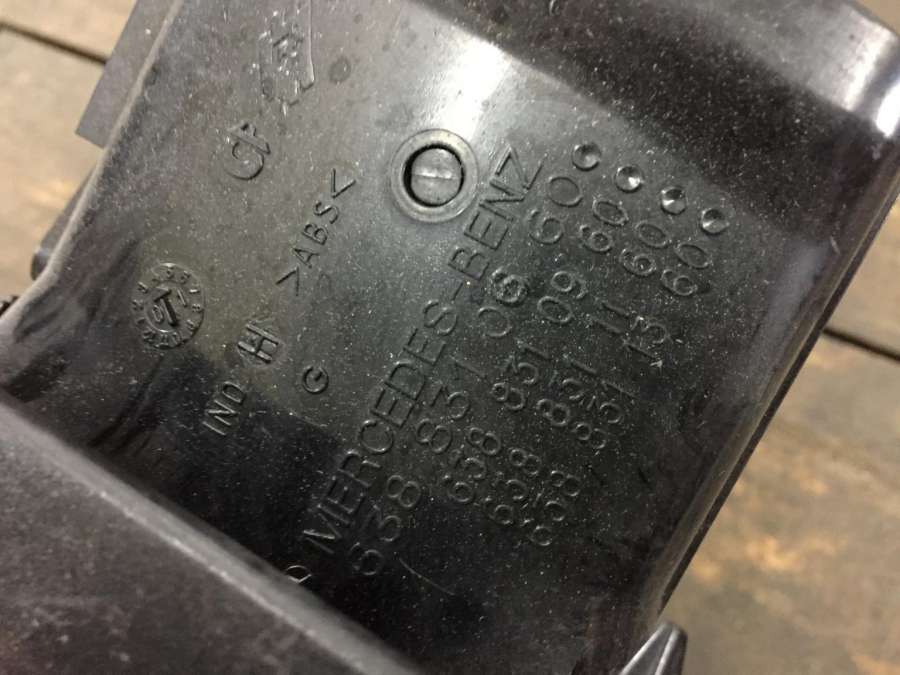 CF
>ABS<
IND H
G
MERCEDES-BENZ
638 831 06 60
638 831 09 60
638 831 11 60
638 831 13 60